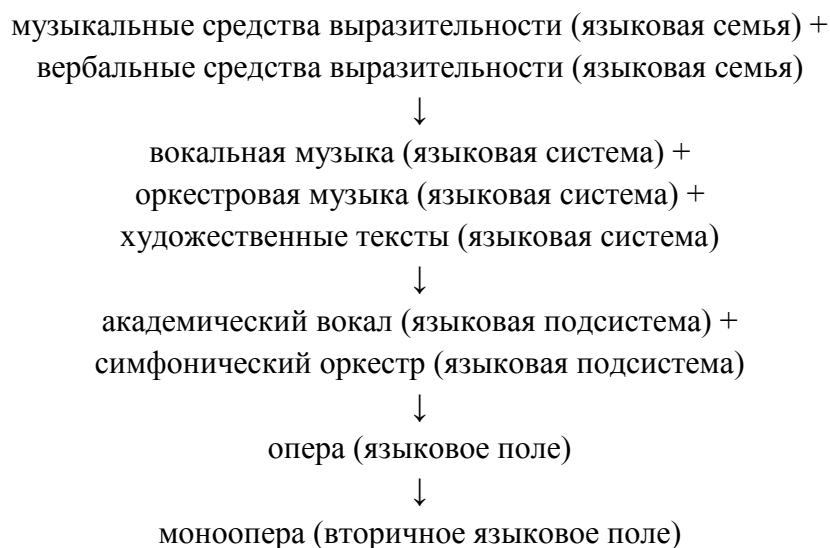 музыкальные средства выразительности (языковая семья) +
вербальные средства выразительности (языковая семья)
↓
вокальная музыка (языковая система) +
оркестровая музыка (языковая система) +
художественные тексты (языковая система)
↓
академический вокал (языковая подсистема) +
симфонический оркестр (языковая подсистема)
↓
опера (языковое поле)
↓
моноопера (вторичное языковое поле)